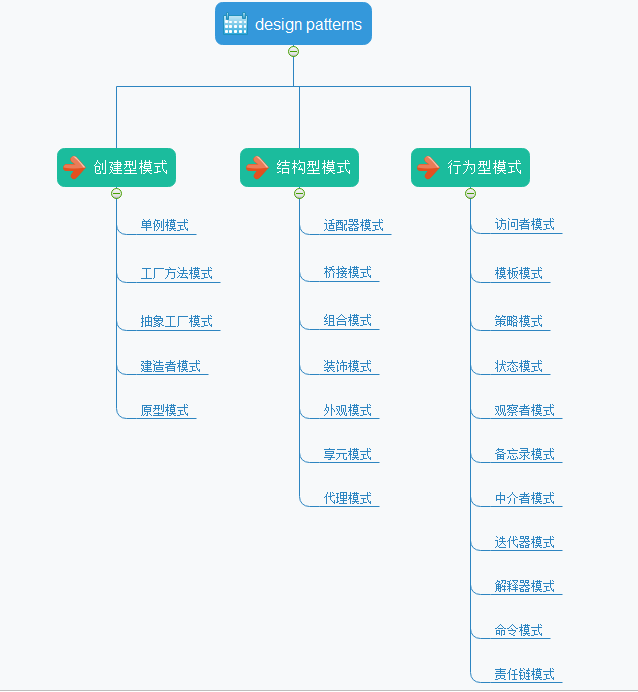 design patterns
创建型模式
单例模式
工厂方法模式
抽象工厂模式
建造者模式
原型模式
结构型模式
适配器模式
桥接模式
组合模式
装饰模式
外观模式
享元模式
代理模式
行为型模式
访问者模式
模板模式
策略模式
状态模式
观察者模式
备忘录模式
中介者模式
迭代器模式
解释器模式
命令模式
责任链模式